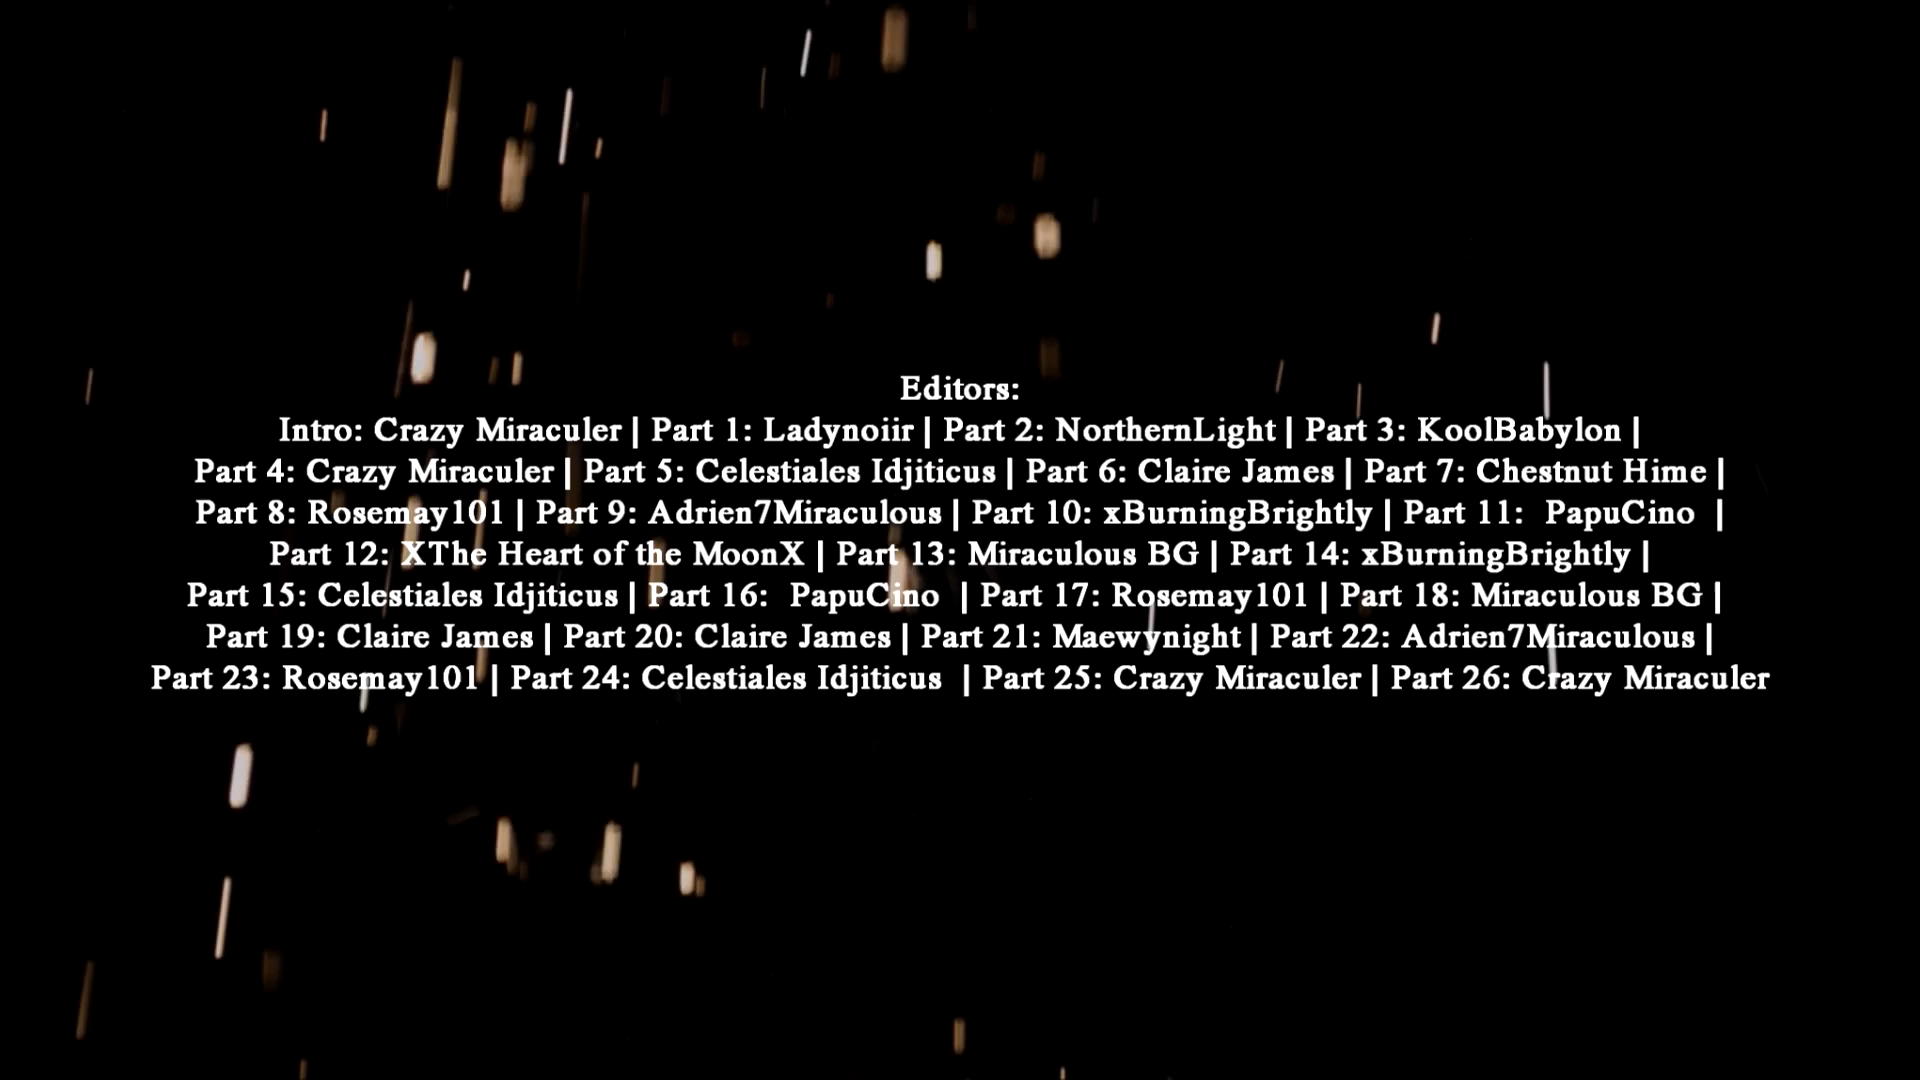 Editors:
Intro: Crazy Miraculer | Part 1: Ladynoiir | Part 2: NorthernLight | Part 3: KoolBabylon |
Part 4: Crazy Miraculer | Part 5: Celestiales Idjiticus | Part 6: Claire James | Part 7: Chestnut Hime |
Part 8: Rosemay101 | Part 9: Adrien7Miraculous | Part 10: xBurningBrightly | Part 11:  PapuCino  |
Part 12: XThe Heart of the MoonX | Part 13: Miraculous BG | Part 14: xBurningBrightly |
Part 15: Celestiales Idjiticus | Part 16:  PapuCino  | Part 17: Rosemay101 | Part 18: Miraculous BG |
Part 19: Claire James | Part 20: Claire James | Part 21: Maewynight | Part 22: Adrien7Miraculous |
Part 23: Rosemay101 | Part 24: Celestiales Idjiticus  | Part 25: Crazy Miraculer | Part 26: Crazy Miraculer